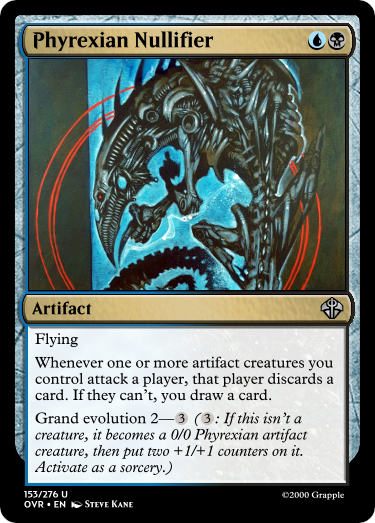 Phyrexian Nullifier
Artifact
Flying
Whenever one or more artifact creatures you
control attack a player, that player discards a
card. If they can't, you draw a card.
Grand evolution 2—3 (3: If this isn't a
creature, it becomes a 0/0 Phyrexian artifact
creature, then put two +1/+1 counters on it.
Activate as a sorcery.)
153/276 U
OVR • EN Steve Kane
©2000 Grapple